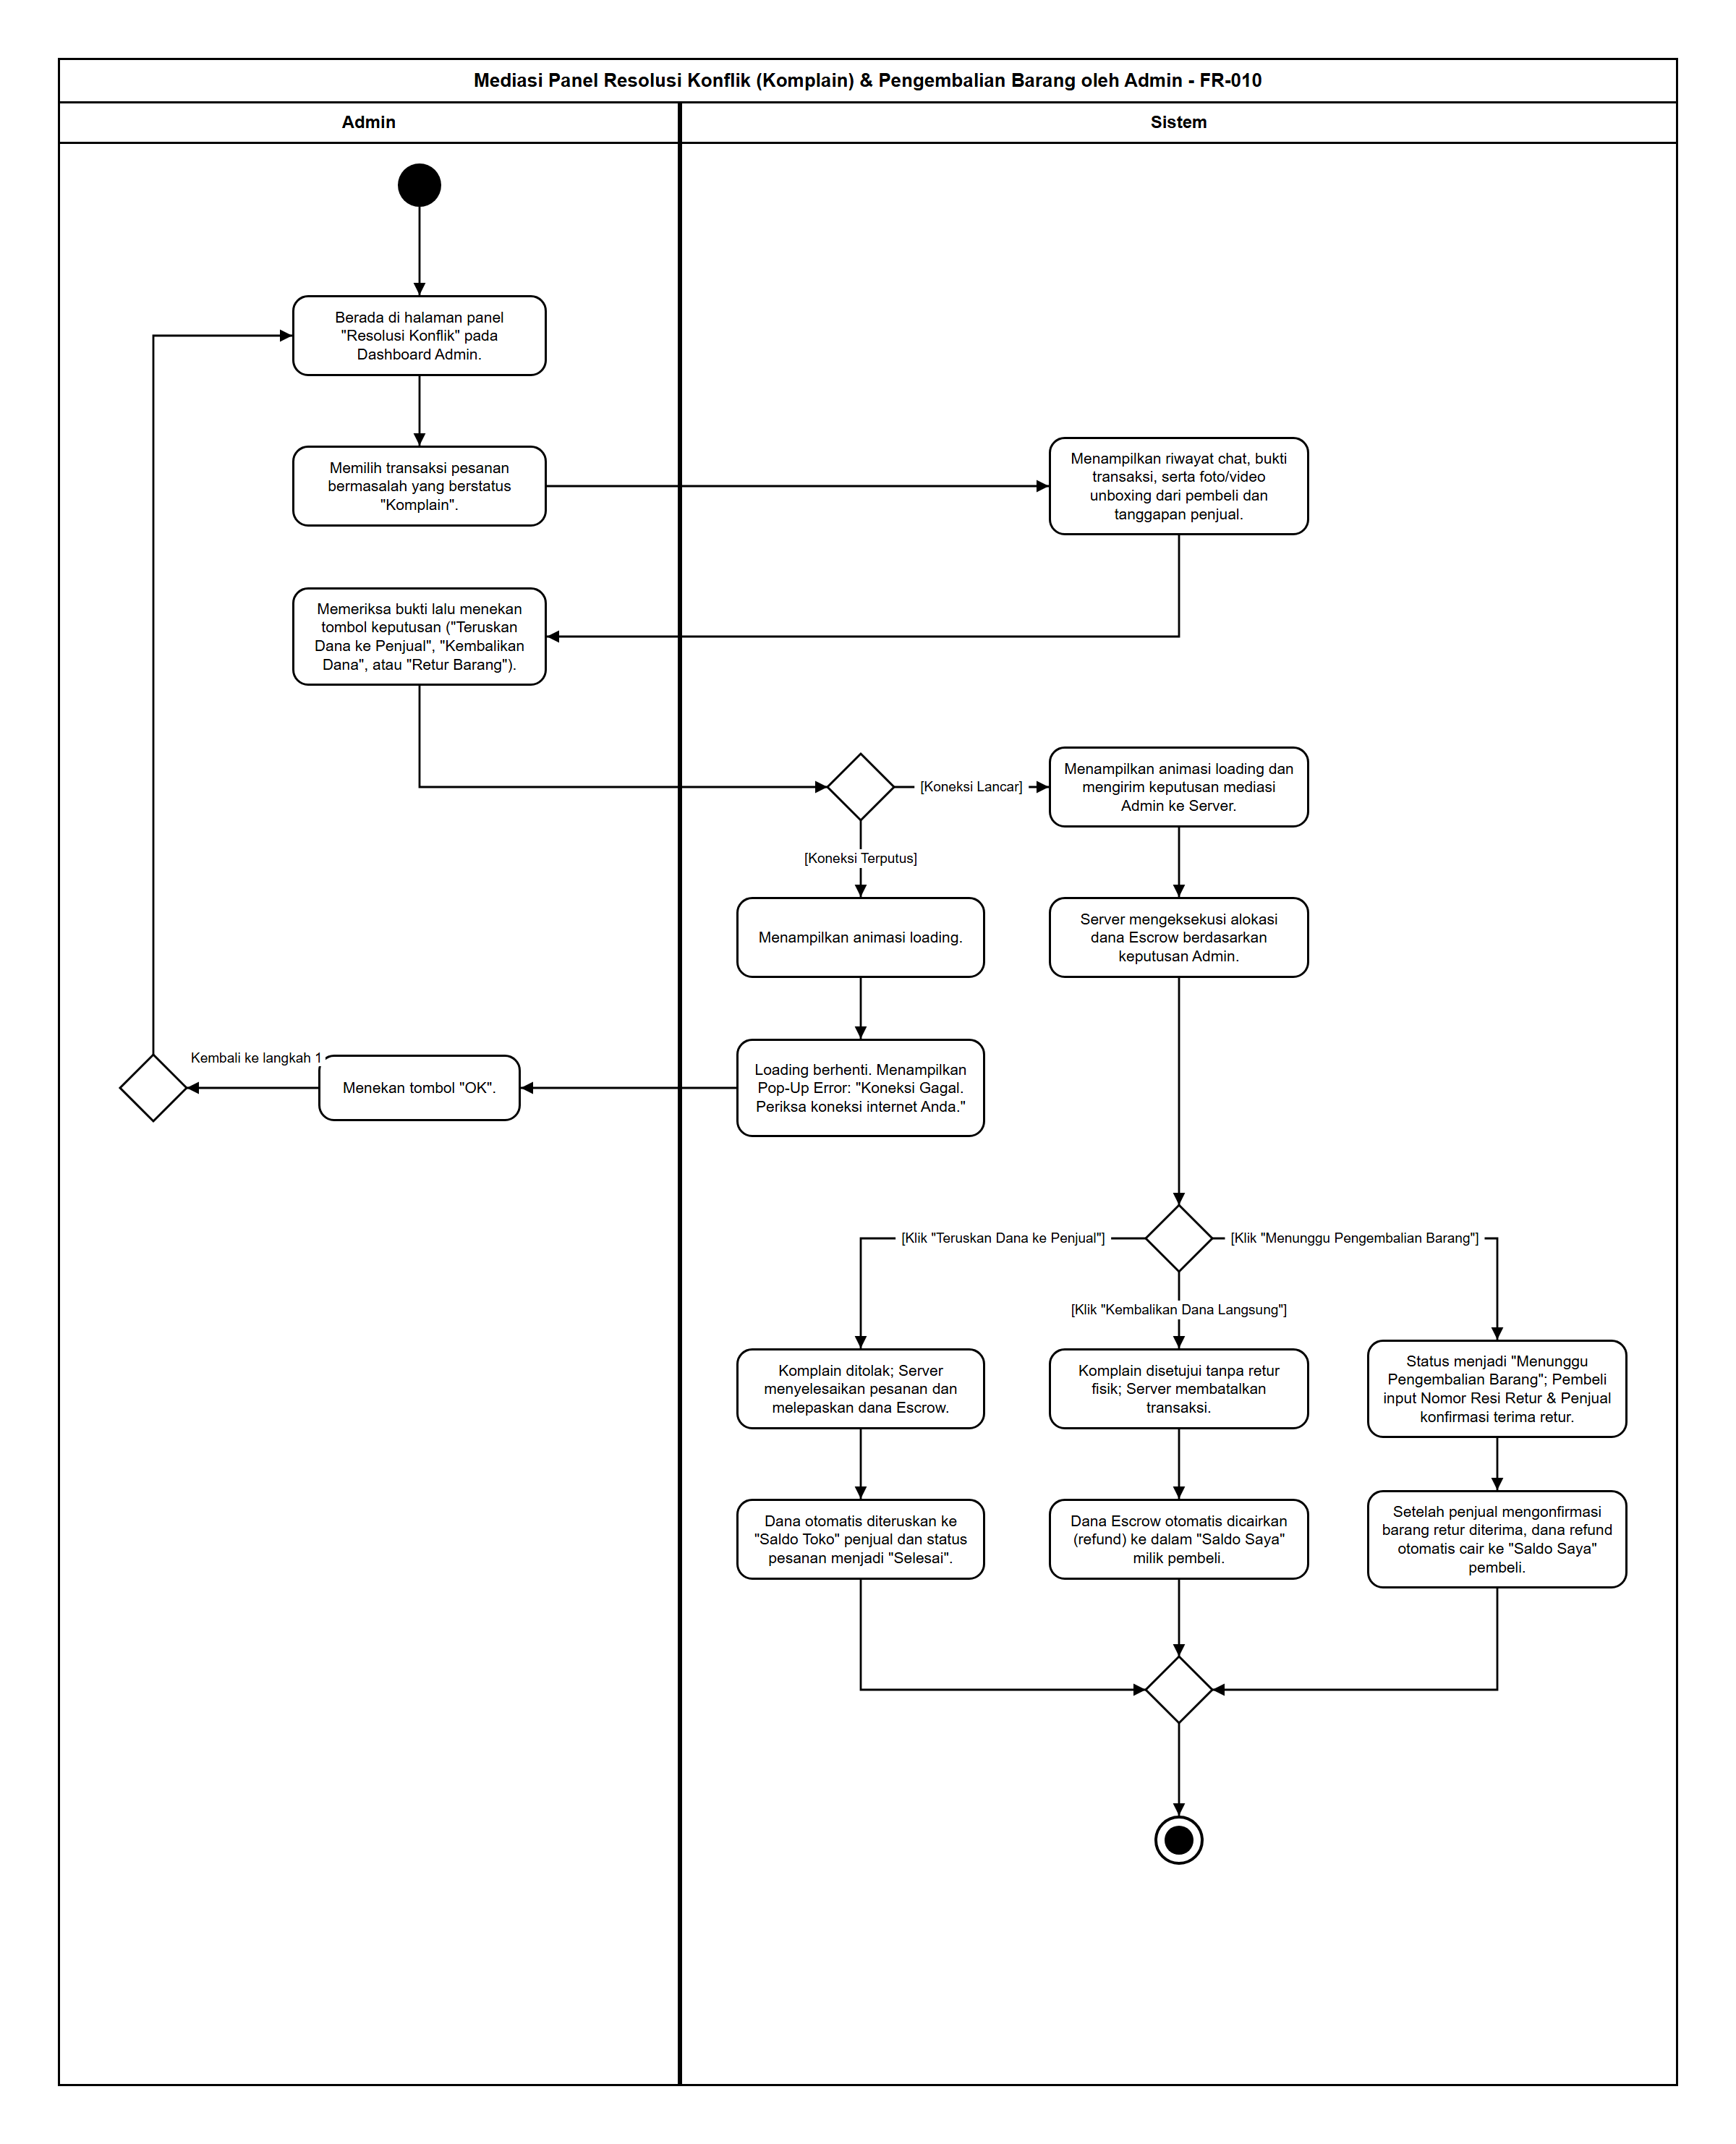 Mediasi Panel Resolusi Konflik (Komplain) & Pengembalian Barang oleh Admin - FR-010
Admin
Sistem
Berada di halaman panel
"Resolusi Konflik" pada
Dashboard Admin.
Memilih transaksi pesanan
bermasalah yang berstatus
"Komplain".
Menampilkan riwayat chat, bukti
transaksi, serta foto/video
unboxing dari pembeli dan
tanggapan penjual.
Memeriksa bukti lalu menekan
tombol keputusan ("Teruskan
Dana ke Penjual", "Kembalikan
Dana", atau "Retur Barang").
[Koneksi Lancar]
Menampilkan animasi loading dan
mengirim keputusan mediasi
Admin ke Server.
[Koneksi Terputus]
Menampilkan animasi loading.
Server mengeksekusi alokasi
dana Escrow berdasarkan
keputusan Admin.
Kembali ke langkah 1
Menekan tombol "OK".
Loading berhenti. Menampilkan
Pop-Up Error: "Koneksi Gagal.
Periksa koneksi internet Anda."
[Klik "Teruskan Dana ke Penjual"]
[Klik "Menunggu Pengembalian Barang"]
[Klik "Kembalikan Dana Langsung"]
Komplain ditolak; Server
menyelesaikan pesanan dan
melepaskan dana Escrow.
Komplain disetujui tanpa retur
fisik; Server membatalkan
transaksi.
Status menjadi "Menunggu
Pengembalian Barang"; Pembeli
input Nomor Resi Retur & Penjual
konfirmasi terima retur.
Dana otomatis diteruskan ke
"Saldo Toko" penjual dan status
pesanan menjadi "Selesai".
Dana Escrow otomatis dicairkan
(refund) ke dalam "Saldo Saya"
milik pembeli.
Setelah penjual mengonfirmasi
barang retur diterima, dana refund
otomatis cair ke "Saldo Saya"
pembeli.